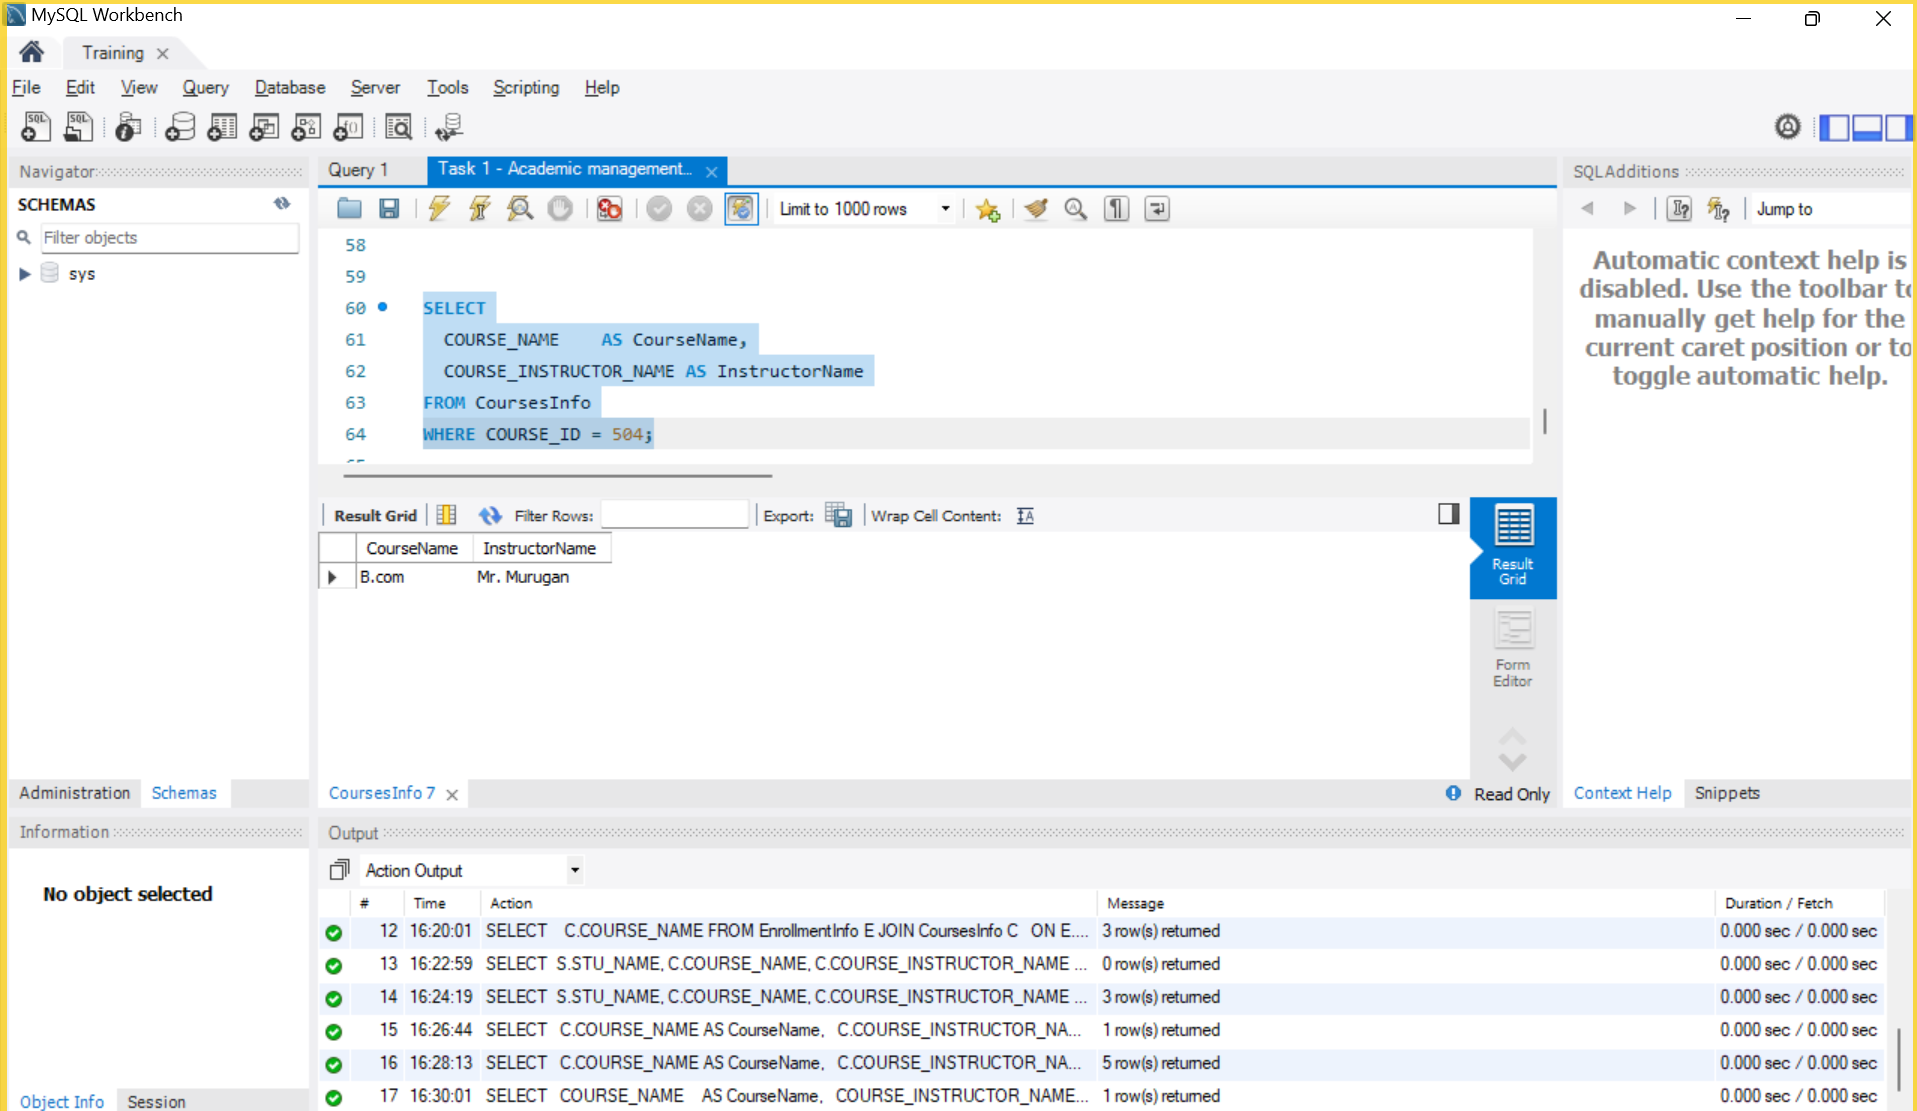 MySQL Workbench
Training
File Edit View Query Database Server Tools Scripting Help
Navigator
SCHEMAS
Filter objects
sys
Administration Schemas
Information
No object selected
Object Info Session
Query 1 Task 1 - Academic management...
Limit to 1000 rows
58
59
60 SELECT
61 COURSE_NAME AS CourseName,
62 COURSE_INSTRUCTOR_NAME AS InstructorName
63 FROM CoursesInfo
64 WHERE COURSE_ID = 504;
Result Grid Filter Rows: Export: Wrap Cell Content:
CourseName InstructorName
B.com Mr. Murugan
Result
Grid
Form
Editor
CoursesInfo 7 Read Only
SQLAdditions
Jump to
Automatic context help is
disabled. Use the toolbar to
manually get help for the
current caret position or to
toggle automatic help.
Context Help Snippets
Output
Action Output
# Time Action Message Duration / Fetch
12 16:20:01 SELECT C.COURSE_NAME FROM EnrollmentInfo E JOIN CoursesInfo C ON E.... 3 row(s) returned 0.000 sec / 0.000 sec
13 16:22:59 SELECT S.STU_NAME, C.COURSE_NAME, C.COURSE_INSTRUCTOR_NAME ... 0 row(s) returned 0.000 sec / 0.000 sec
14 16:24:19 SELECT S.STU_NAME, C.COURSE_NAME, C.COURSE_INSTRUCTOR_NAME ... 3 row(s) returned 0.000 sec / 0.000 sec
15 16:26:44 SELECT C.COURSE_NAME AS CourseName, C.COURSE_INSTRUCTOR_NA... 1 row(s) returned 0.000 sec / 0.000 sec
16 16:28:13 SELECT C.COURSE_NAME AS CourseName, C.COURSE_INSTRUCTOR_NA... 5 row(s) returned 0.000 sec / 0.000 sec
17 16:30:01 SELECT COURSE_NAME AS CourseName, COURSE_INSTRUCTOR_NAME... 1 row(s) returned 0.000 sec / 0.000 sec